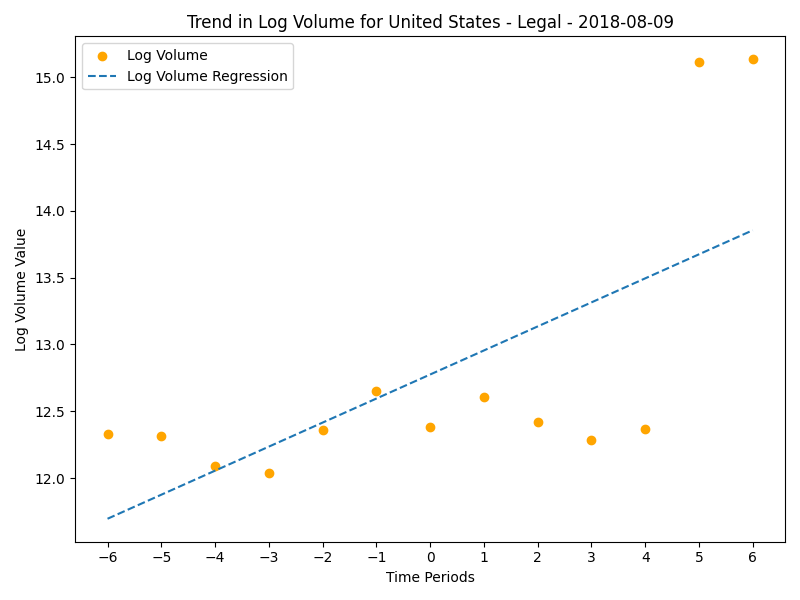 Trend in Log Volume for United States - Legal - 2018-08-09
Log Volume
Log Volume Regression
15.0
14.5
14.0
13.5
13.0
12.5
12.0
Log Volume Value
−6 −5 −4 −3 −2 −1 0 1 2 3 4 5 6
Time Periods